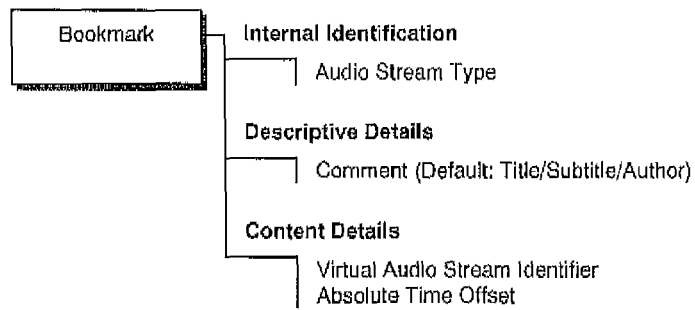 Bookmark
Internal Identification
Audio Stream Type
Descriptive Details
Comment (Default: Title/Subtitle/Author)
Content Details
Virtual Audio Stream Identifier
Absolute Time Offset